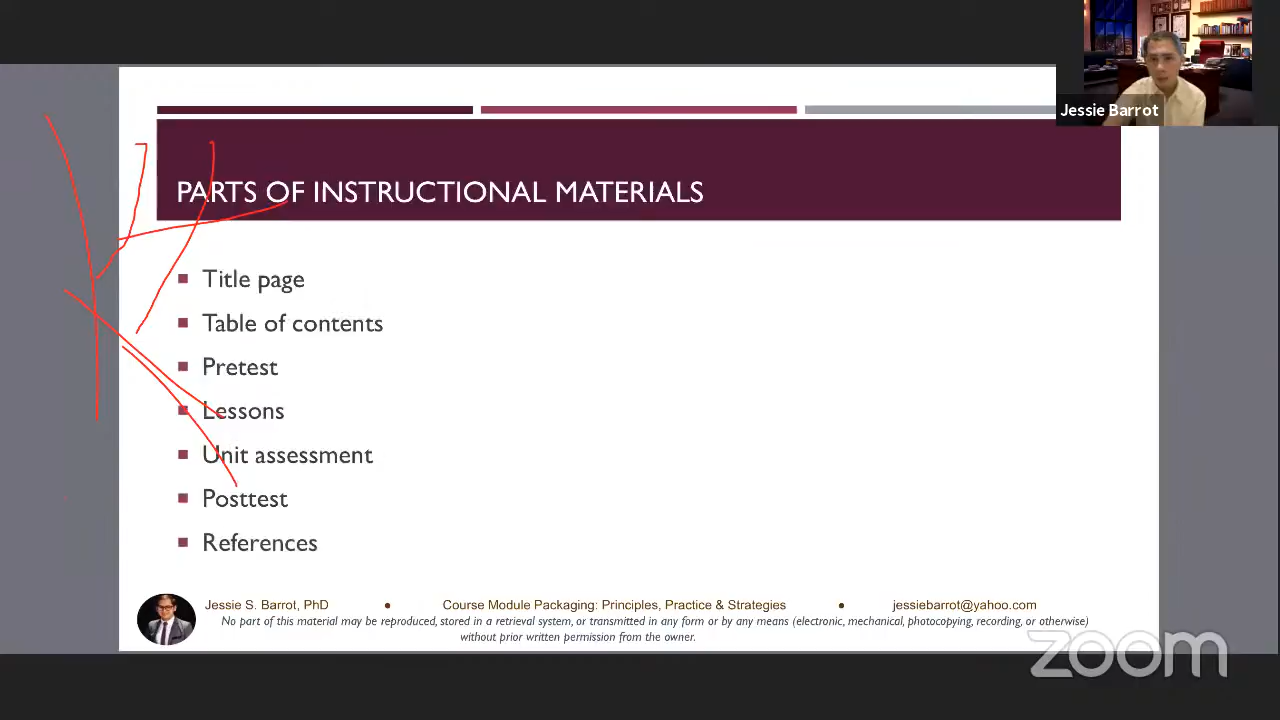 Jessie Barrot
PARTS OF INSTRUCTIONAL MATERIALS
Title page
Table of contents
Pretest
Lessons
Unit assessment
Posttest
References
Jessie S. Barrot, PhD • Course Module Packaging: Principles, Practice & Strategies • jessiebarrot@yahoo.com
No part of this material may be reproduced, stored in a retrieval system, or transmitted in any form or by any means (electronic, mechanical, photocopying, recording, or otherwise)
without prior written permission from the owner.
zoom